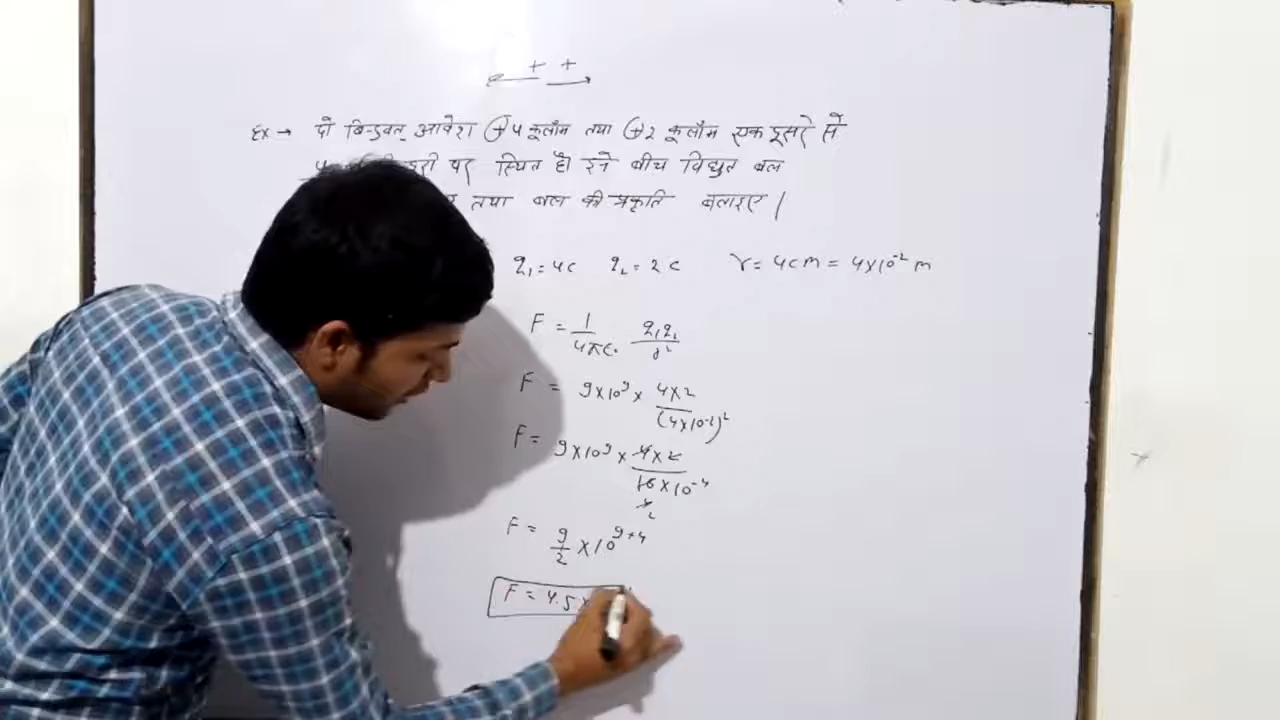 + +
Ex → दो बिन्दुवत् आवेश +4 कूलॉम तथा +2 कूलॉम एक दूसरे से
पर स्थित है। इनके बीच विद्युत बल
तथा बल की प्रकृति बताइए।
q₁ = 4c q₂ = 2c r = 4cm = 4×10⁻² m
F = 1/4πε₀ q₁q₂/r²
F = 9×10⁹ × 4×2/(4×10⁻²)²
F = 9×10⁹ × 4×2/16×10⁻⁴
F = 9/2 × 10⁹⁺⁴
F = 4.5×